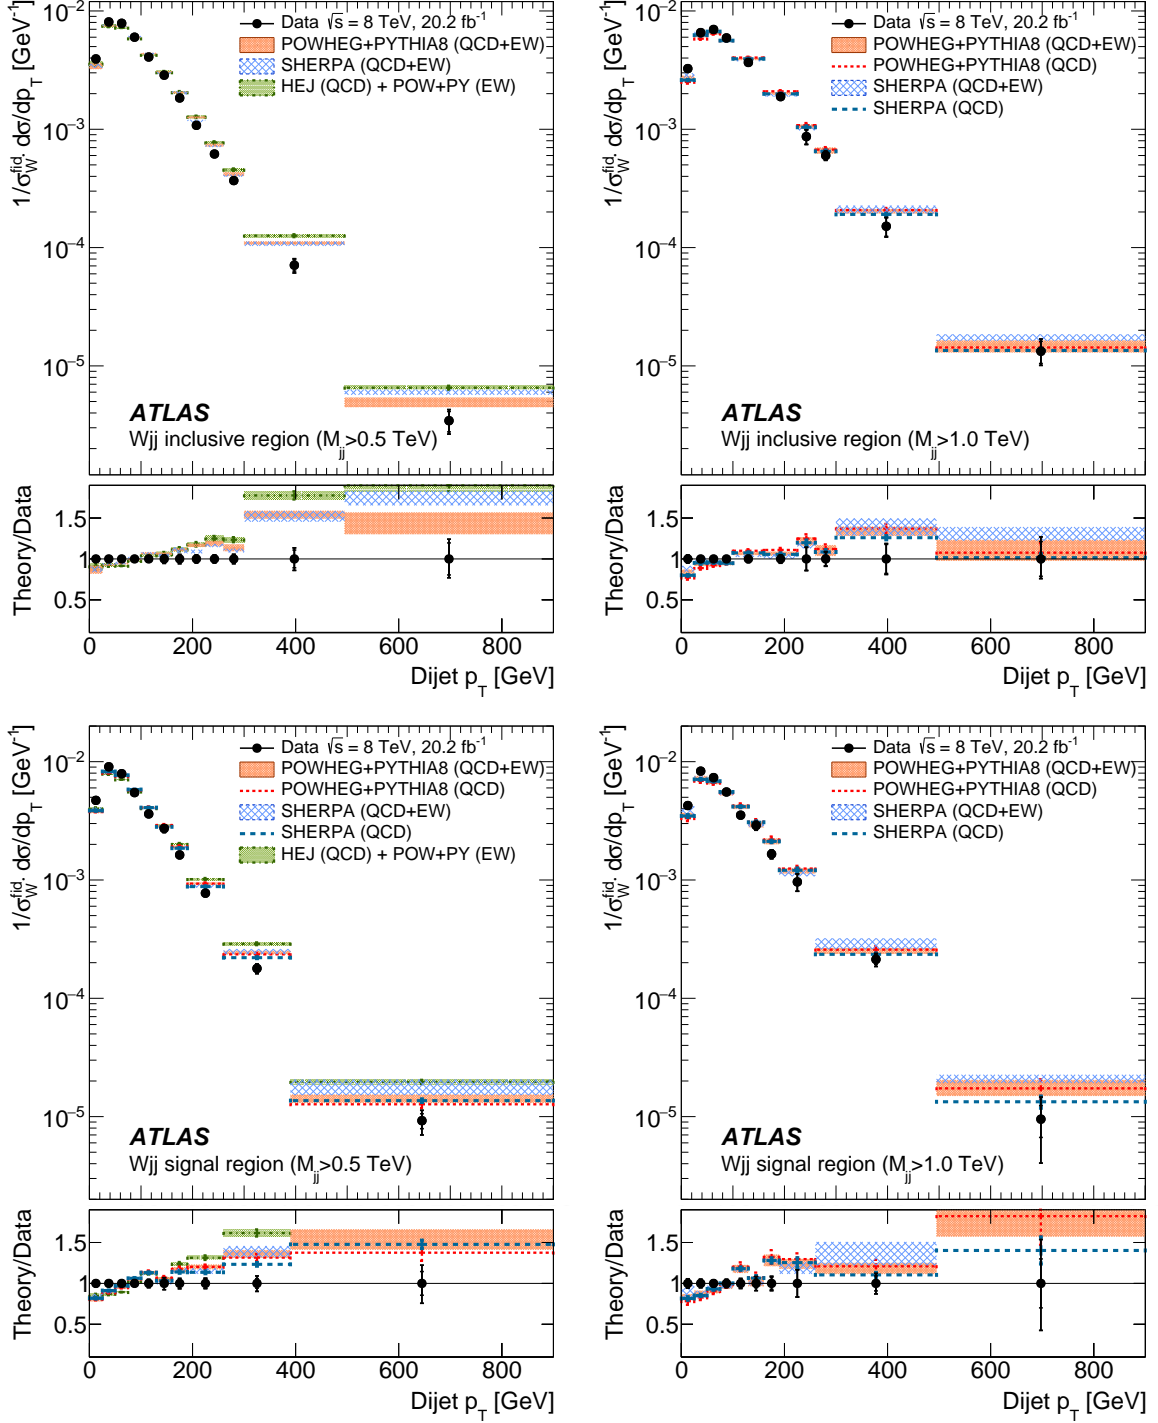 1/σ_W^fid. dσ/dp_T [GeV⁻¹]
10⁻²
10⁻³
10⁻⁴
10⁻⁵
Data √s = 8 TeV, 20.2 fb⁻¹
POWHEG+PYTHIA8 (QCD+EW)
SHERPA (QCD+EW)
HEJ (QCD) + POW+PY (EW)
ATLAS
Wjj inclusive region (M_jj>0.5 TeV)
Theory/Data
1.5
1
0.5
0 200 400 600 800
Dijet p_T [GeV]
1/σ_W^fid. dσ/dp_T [GeV⁻¹]
10⁻²
10⁻³
10⁻⁴
10⁻⁵
Data √s = 8 TeV, 20.2 fb⁻¹
POWHEG+PYTHIA8 (QCD+EW)
POWHEG+PYTHIA8 (QCD)
SHERPA (QCD+EW)
SHERPA (QCD)
ATLAS
Wjj inclusive region (M_jj>1.0 TeV)
Theory/Data
1.5
1
0.5
0 200 400 600 800
Dijet p_T [GeV]
1/σ_W^fid. dσ/dp_T [GeV⁻¹]
10⁻²
10⁻³
10⁻⁴
10⁻⁵
Data √s = 8 TeV, 20.2 fb⁻¹
POWHEG+PYTHIA8 (QCD+EW)
POWHEG+PYTHIA8 (QCD)
SHERPA (QCD+EW)
SHERPA (QCD)
HEJ (QCD) + POW+PY (EW)
ATLAS
Wjj signal region (M_jj>0.5 TeV)
Theory/Data
1.5
1
0.5
0 200 400 600 800
Dijet p_T [GeV]
1/σ_W^fid. dσ/dp_T [GeV⁻¹]
10⁻²
10⁻³
10⁻⁴
10⁻⁵
Data √s = 8 TeV, 20.2 fb⁻¹
POWHEG+PYTHIA8 (QCD+EW)
POWHEG+PYTHIA8 (QCD)
SHERPA (QCD+EW)
SHERPA (QCD)
ATLAS
Wjj signal region (M_jj>1.0 TeV)
Theory/Data
1.5
1
0.5
0 200 400 600 800
Dijet p_T [GeV]